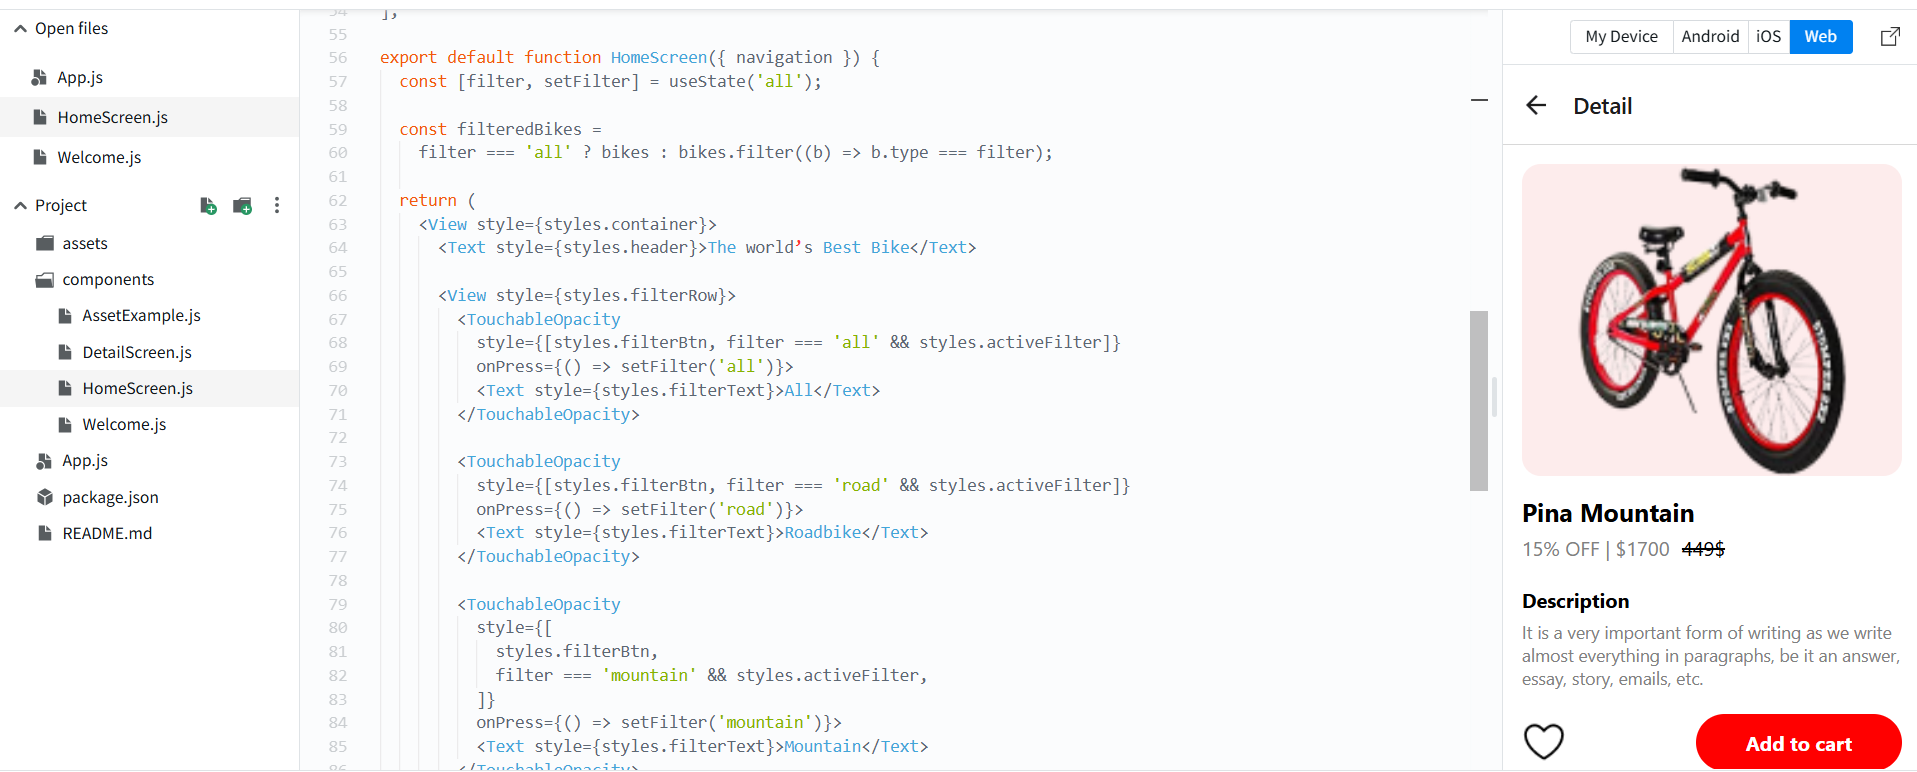 Open files
App.js
HomeScreen.js
Welcome.js
Project
assets
components
AssetExample.js
DetailScreen.js
HomeScreen.js
Welcome.js
App.js
package.json
README.md
54 ];
55
56 export default function HomeScreen({ navigation }) {
57 const [filter, setFilter] = useState('all');
58
59 const filteredBikes =
60 filter === 'all' ? bikes : bikes.filter((b) => b.type === filter);
61
62 return (
63 <View style={styles.container}>
64 <Text style={styles.header}>The world’s Best Bike</Text>
65
66 <View style={styles.filterRow}>
67 <TouchableOpacity
68 style={[styles.filterBtn, filter === 'all' && styles.activeFilter]}
69 onPress={() => setFilter('all')}>
70 <Text style={styles.filterText}>All</Text>
71 </TouchableOpacity>
72
73 <TouchableOpacity
74 style={[styles.filterBtn, filter === 'road' && styles.activeFilter]}
75 onPress={() => setFilter('road')}>
76 <Text style={styles.filterText}>Roadbike</Text>
77 </TouchableOpacity>
78
79 <TouchableOpacity
80 style={[
81 styles.filterBtn,
82 filter === 'mountain' && styles.activeFilter,
83 ]}
84 onPress={() => setFilter('mountain')}>
85 <Text style={styles.filterText}>Mountain</Text>
86 </TouchableOpacity>
My Device Android iOS Web
Detail
Pina Mountain
15% OFF | $1700 449$
Description
It is a very important form of writing as we write
almost everything in paragraphs, be it an answer,
essay, story, emails, etc.
Add to cart